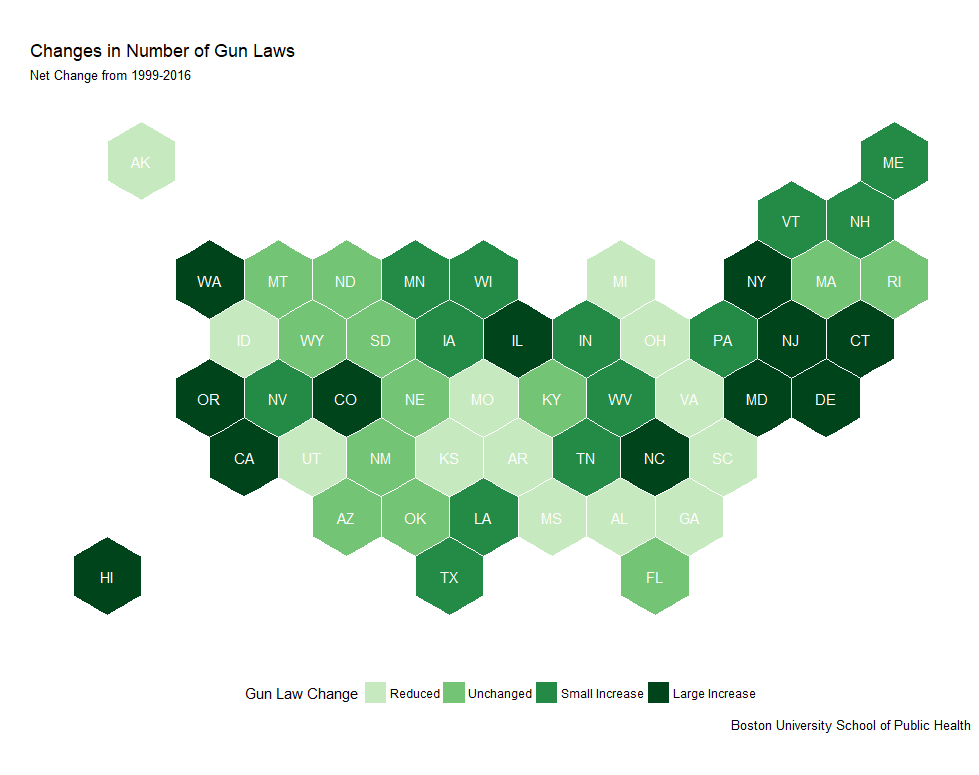 Changes in Number of Gun Laws
Net Change from 1999-2016
AK
ME
VT
NH
WA
MT
ND
MN
WI
MI
NY
MA
RI
ID
WY
SD
IA
IL
IN
OH
PA
NJ
CT
OR
NV
CO
NE
MO
KY
WV
VA
MD
DE
CA
UT
NM
KS
AR
TN
NC
SC
AZ
OK
LA
MS
AL
GA
HI
TX
FL
Gun Law Change Reduced Unchanged Small Increase Large Increase
Boston University School of Public Health